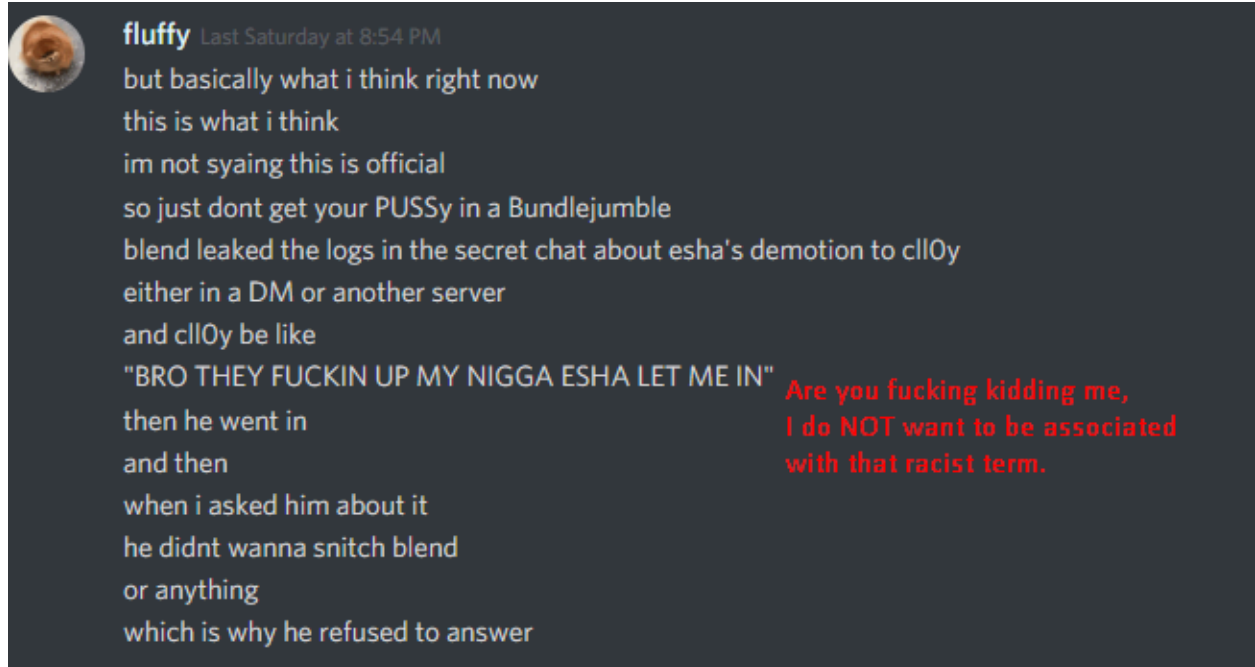 fluffy Last Saturday at 8:54 PM
but basically what i think right now
this is what i think
im not syaing this is official
so just dont get your PUSSy in a Bundlejumble
blend leaked the logs in the secret chat about esha's demotion to cll0y
either in a DM or another server
and cll0y be like
"BRO THEY FUCKIN UP MY NIGGA ESHA LET ME IN"
Are you fucking kidding me,
I do NOT want to be associated
with that racist term.
then he went in
and then
when i asked him about it
he didnt wanna snitch blend
or anything
which is why he refused to answer